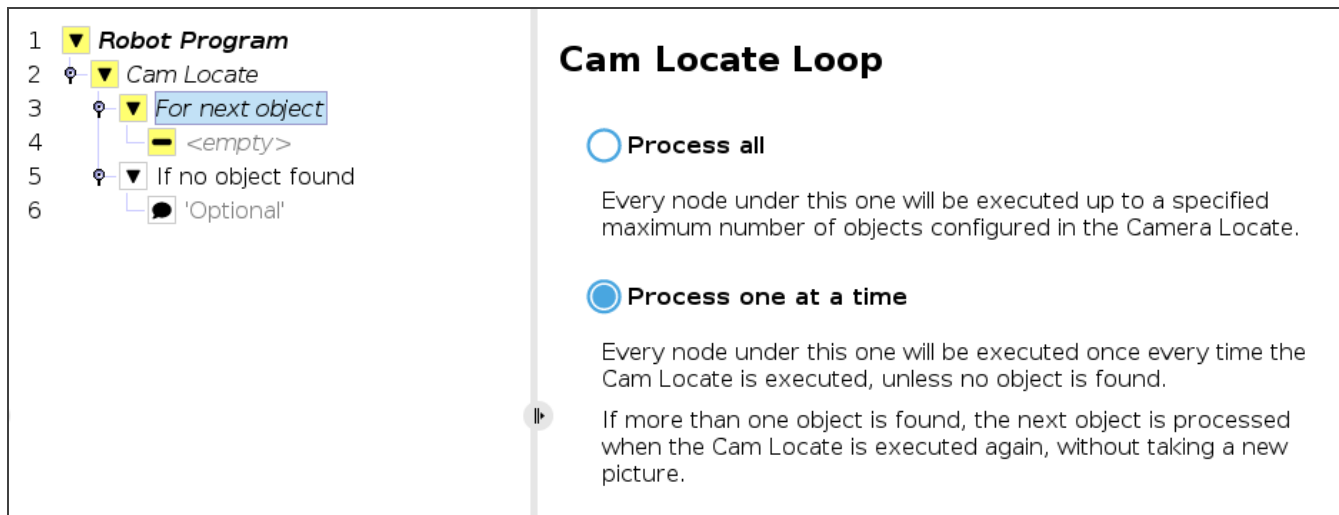 1 Robot Program
2 Cam Locate
3 For next object
4 <empty>
5 If no object found
6 'Optional'
Cam Locate Loop
Process all
Every node under this one will be executed up to a specified
maximum number of objects configured in the Camera Locate.
Process one at a time
Every node under this one will be executed once every time the
Cam Locate is executed, unless no object is found.
If more than one object is found, the next object is processed
when the Cam Locate is executed again, without taking a new
picture.